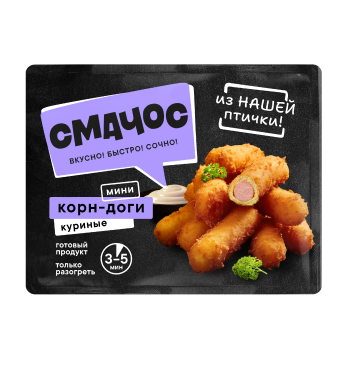 СМАЧОС
ВКУСНО! БЫСТРО! СОЧНО!
из НАШЕЙ
птички!
мини
корн-доги
куриные
готовый
продукт
только
разогреть
3–5
мин